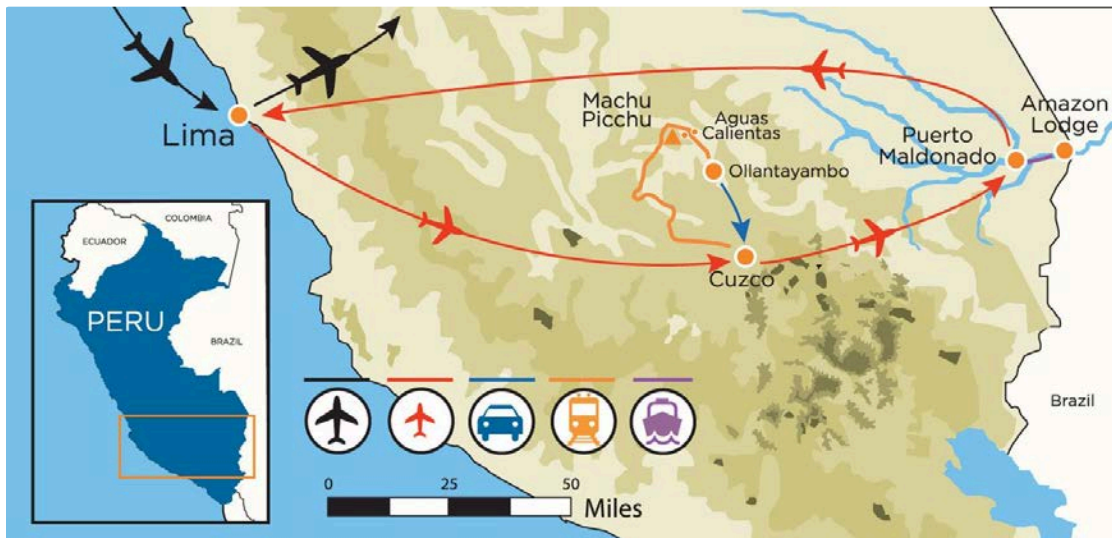 Lima
Machu
Picchu
Aguas
Calientas
Ollantayambo
Cuzco
Puerto
Maldonado
Amazon
Lodge
COLOMBIA
ECUADOR
PERU
BRAZIL
Brazil
0 25 50
Miles